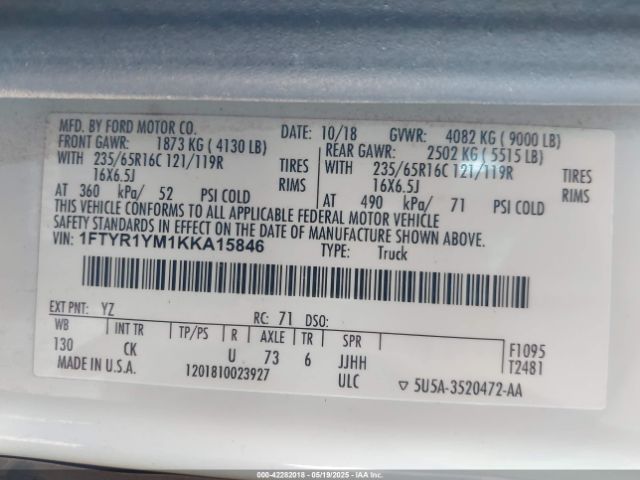 MFD. BY FORD MOTOR CO. DATE: 10/18 GVWR: 4082 KG ( 9000 LB)
FRONT GAWR: 1873 KG ( 4130 LB) REAR GAWR: 2502 KG ( 5515 LB)
WITH 235/65R16C 121/119R TIRES WITH 235/65R16C 121/119R TIRES
16X6.5J RIMS 16X6.5J RIMS
AT 360 kPa/ 52 PSI COLD AT 490 kPa/ 71 PSI COLD
THIS VEHICLE CONFORMS TO ALL APPLICABLE FEDERAL MOTOR VEHICLE
SAFETY STANDARDS IN EFFECT ON THE DATE OF MANUFACTURE SHOWN ABOVE.
VIN: 1FTYR1YM1KKA15846 TYPE: Truck
EXT PNT: YZ RC: 71 DSO:
WB INT TR TP/PS R AXLE TR SPR F1095
130 CK U 73 6 JJHH T2481
MADE IN U.S.A. 1201810023927 ULC ▽ 5U5A-3520472-AA
000-42282018 - 05/19/2025 - IAAI.COM